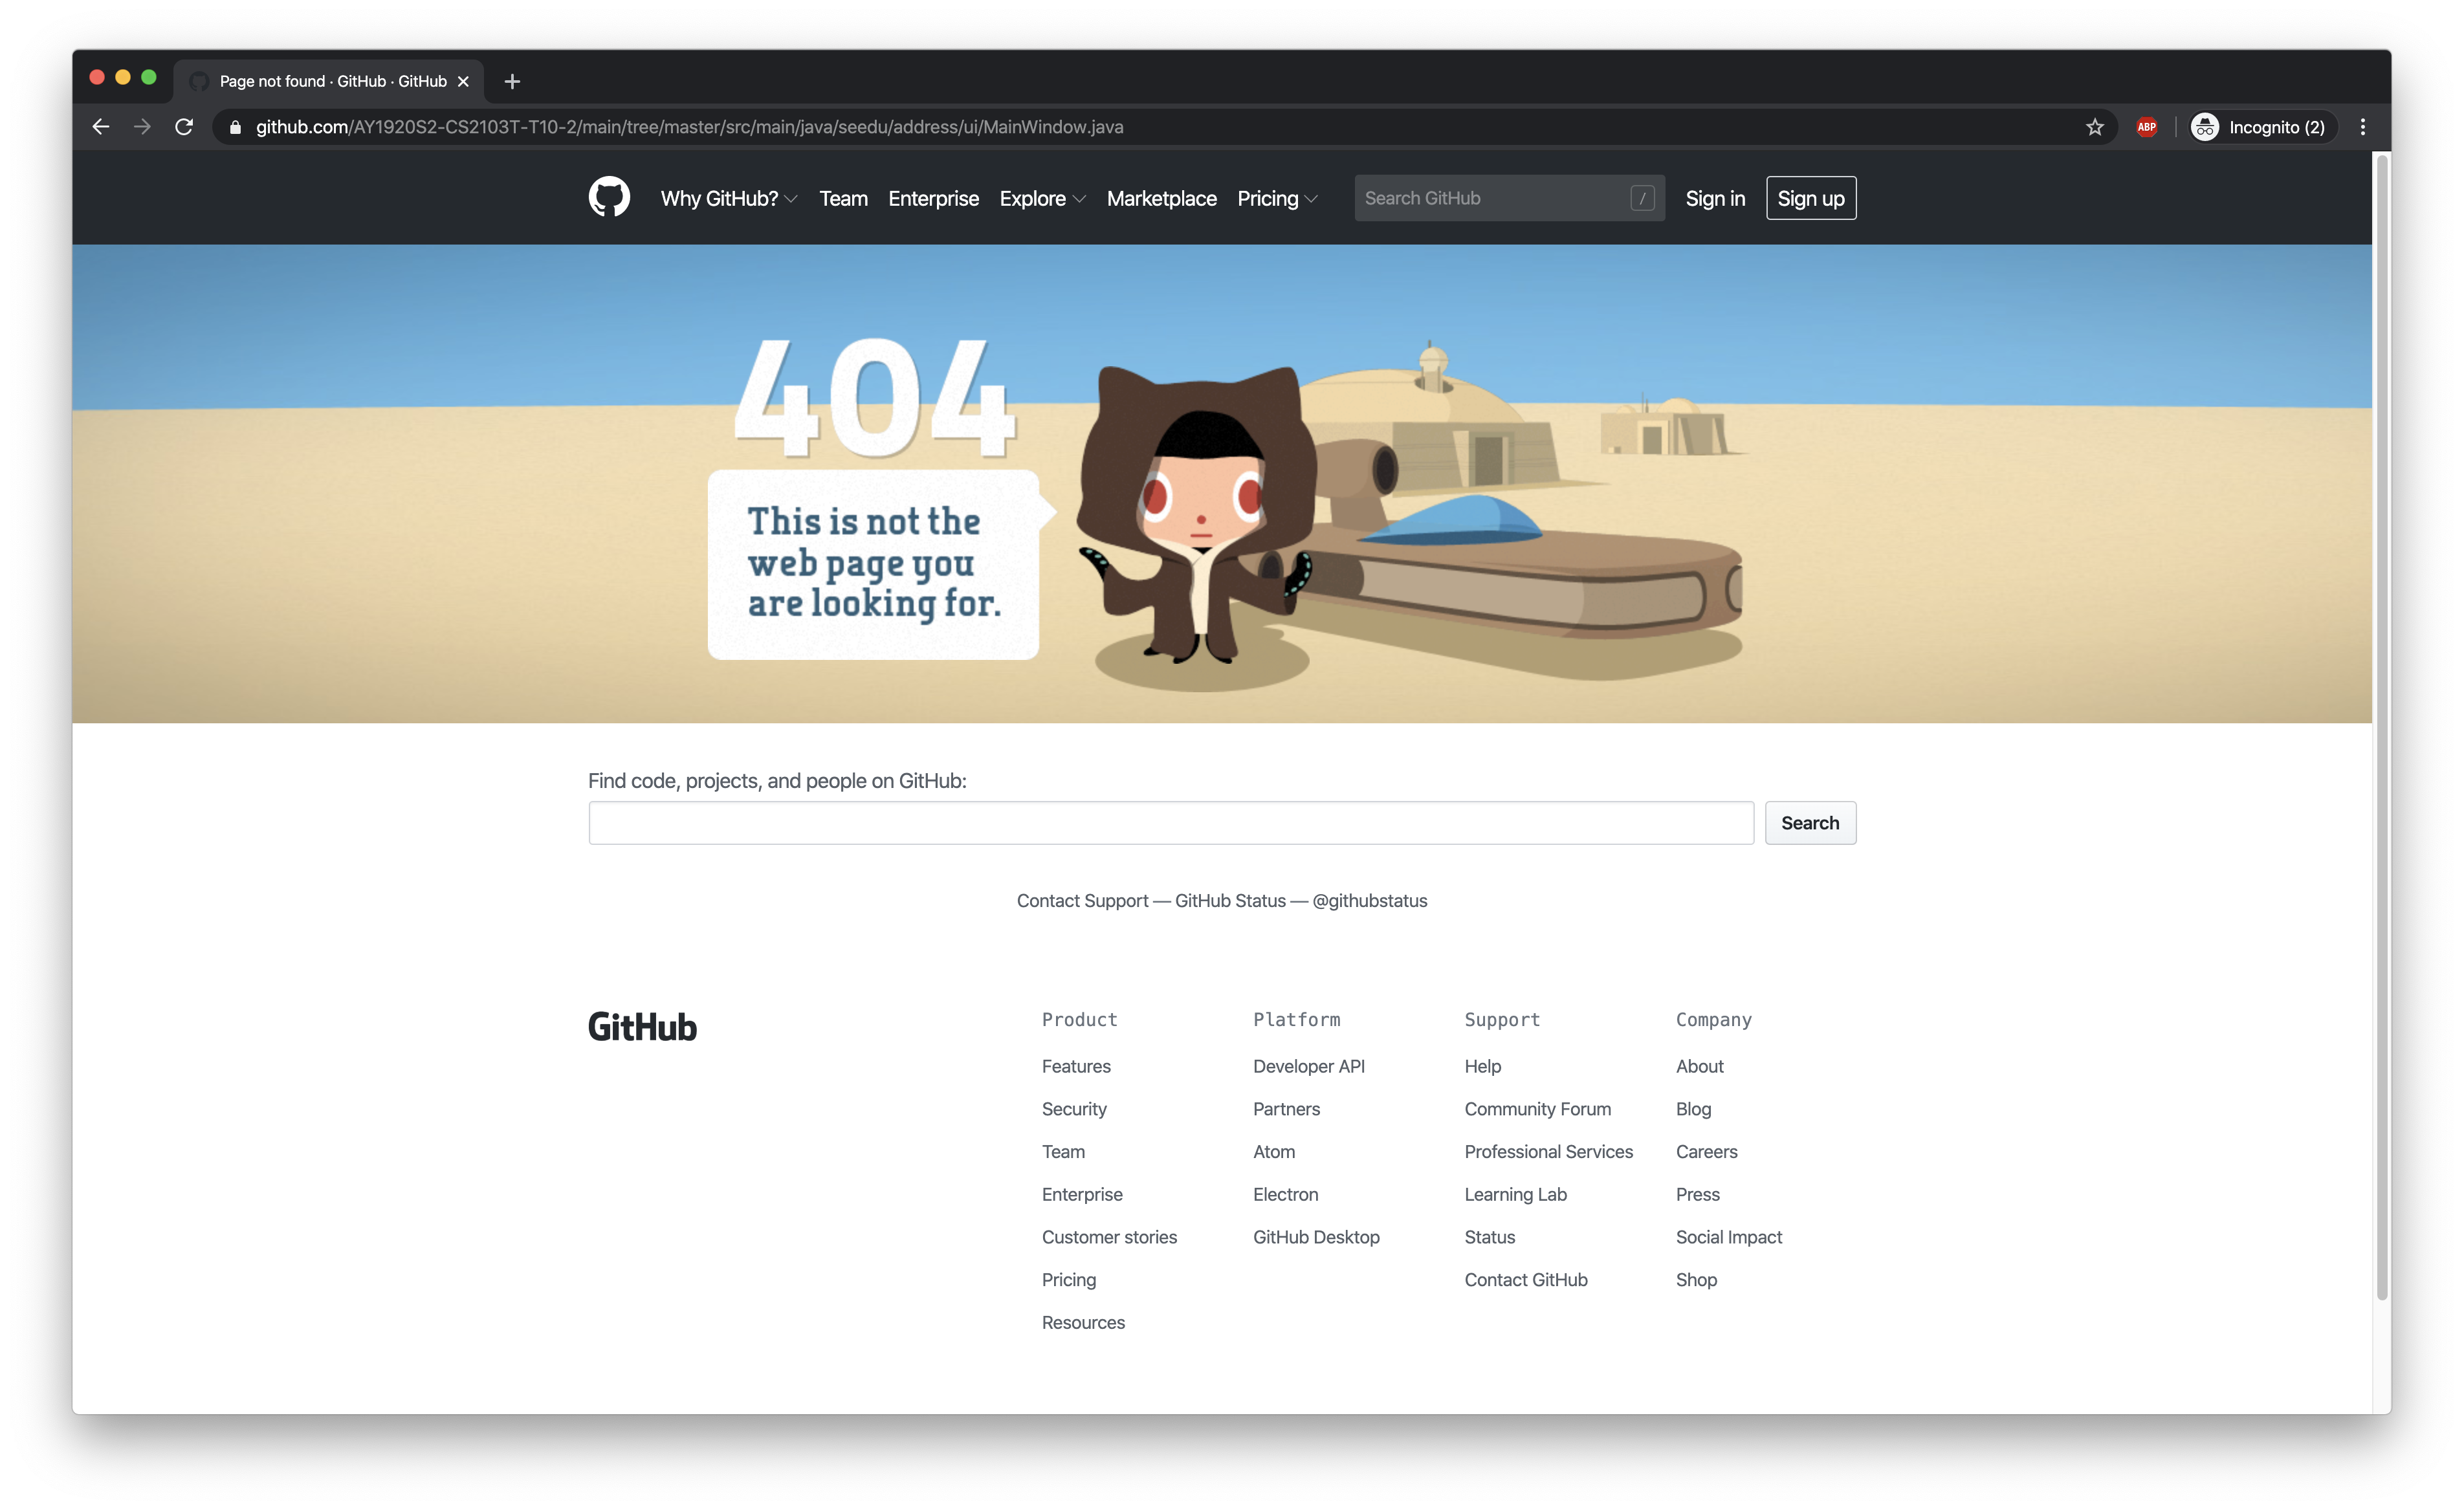 Page not found · GitHub · GitHub
github.com/AY1920S2-CS2103T-T10-2/main/tree/master/src/main/java/seedu/address/ui/MainWindow.java
ABP
Incognito (2)
Why GitHub? Team Enterprise Explore Marketplace Pricing
Search GitHub /
Sign in Sign up
404
This is not the
web page you
are looking for.
Find code, projects, and people on GitHub:
Search
Contact Support — GitHub Status — @githubstatus
GitHub
Product
Features
Security
Team
Enterprise
Customer stories
Pricing
Resources
Platform
Developer API
Partners
Atom
Electron
GitHub Desktop
Support
Help
Community Forum
Professional Services
Learning Lab
Status
Contact GitHub
Company
About
Blog
Careers
Press
Social Impact
Shop